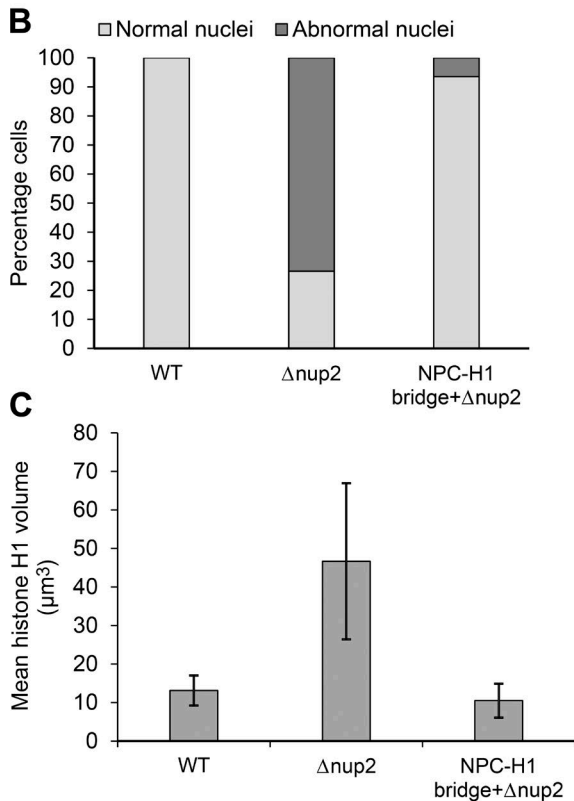 B
Normal nuclei Abnormal nuclei
Percentage cells
100
90
80
70
60
50
40
30
20
10
0
WT Δnup2 NPC-H1
bridge+Δnup2
C
Mean histone H1 volume
(µm³)
80
70
60
50
40
30
20
10
0
WT Δnup2 NPC-H1
bridge+Δnup2